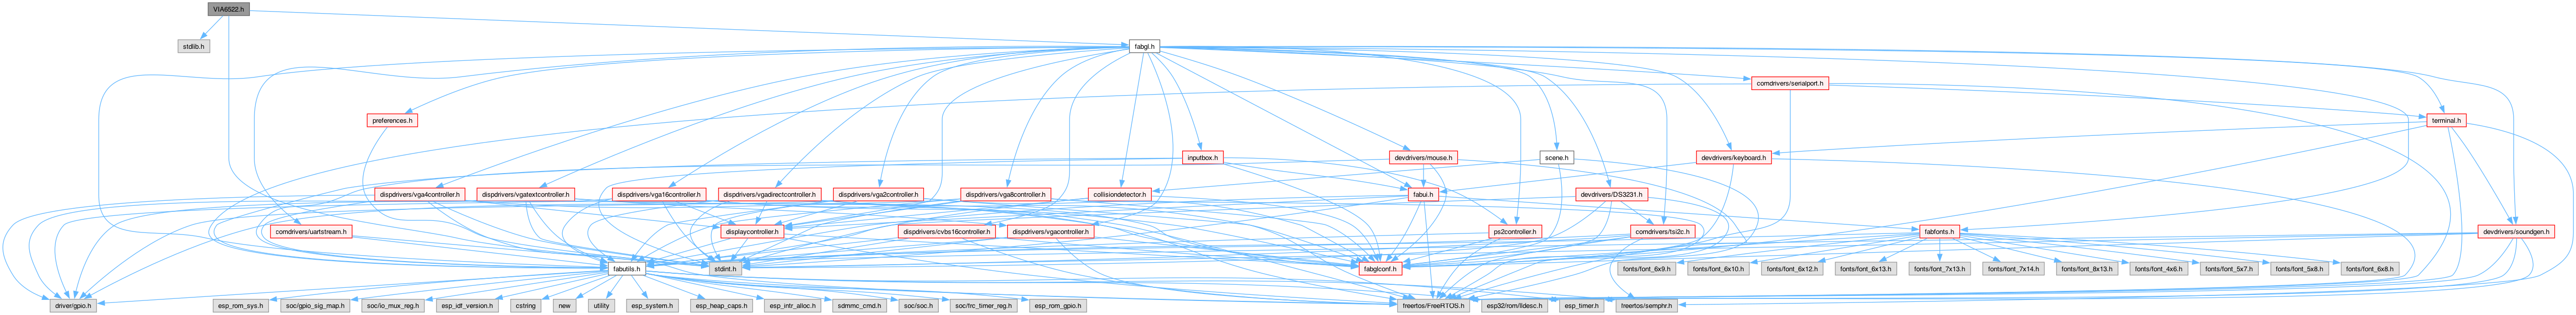 VIA6522.h
stdlib.h
fabgl.h
comdrivers/serialport.h
preferences.h
terminal.h
inputbox.h
devdrivers/mouse.h
scene.h
devdrivers/keyboard.h
dispdrivers/vga4controller.h
dispdrivers/vgatextcontroller.h
dispdrivers/vga16controller.h
dispdrivers/vgadirectcontroller.h
dispdrivers/vga2controller.h
dispdrivers/vga8controller.h
collisiondetector.h
fabui.h
devdrivers/DS3231.h
comdrivers/uartstream.h
displaycontroller.h
dispdrivers/cvbs16controller.h
dispdrivers/vgacontroller.h
ps2controller.h
comdrivers/tsi2c.h
fabfonts.h
devdrivers/soundgen.h
fabutils.h
stdint.h
fabglconf.h
fonts/font_6x9.h
fonts/font_6x10.h
fonts/font_6x12.h
fonts/font_6x13.h
fonts/font_7x13.h
fonts/font_7x14.h
fonts/font_8x13.h
fonts/font_4x6.h
fonts/font_5x7.h
fonts/font_5x8.h
fonts/font_6x8.h
driver/gpio.h
esp_rom_sys.h
soc/gpio_sig_map.h
soc/io_mux_reg.h
esp_idf_version.h
cstring
new
utility
esp_system.h
esp_heap_caps.h
esp_intr_alloc.h
sdmmc_cmd.h
soc/soc.h
soc/frc_timer_reg.h
esp_rom_gpio.h
freertos/FreeRTOS.h
esp32/rom/lldesc.h
esp_timer.h
freertos/semphr.h